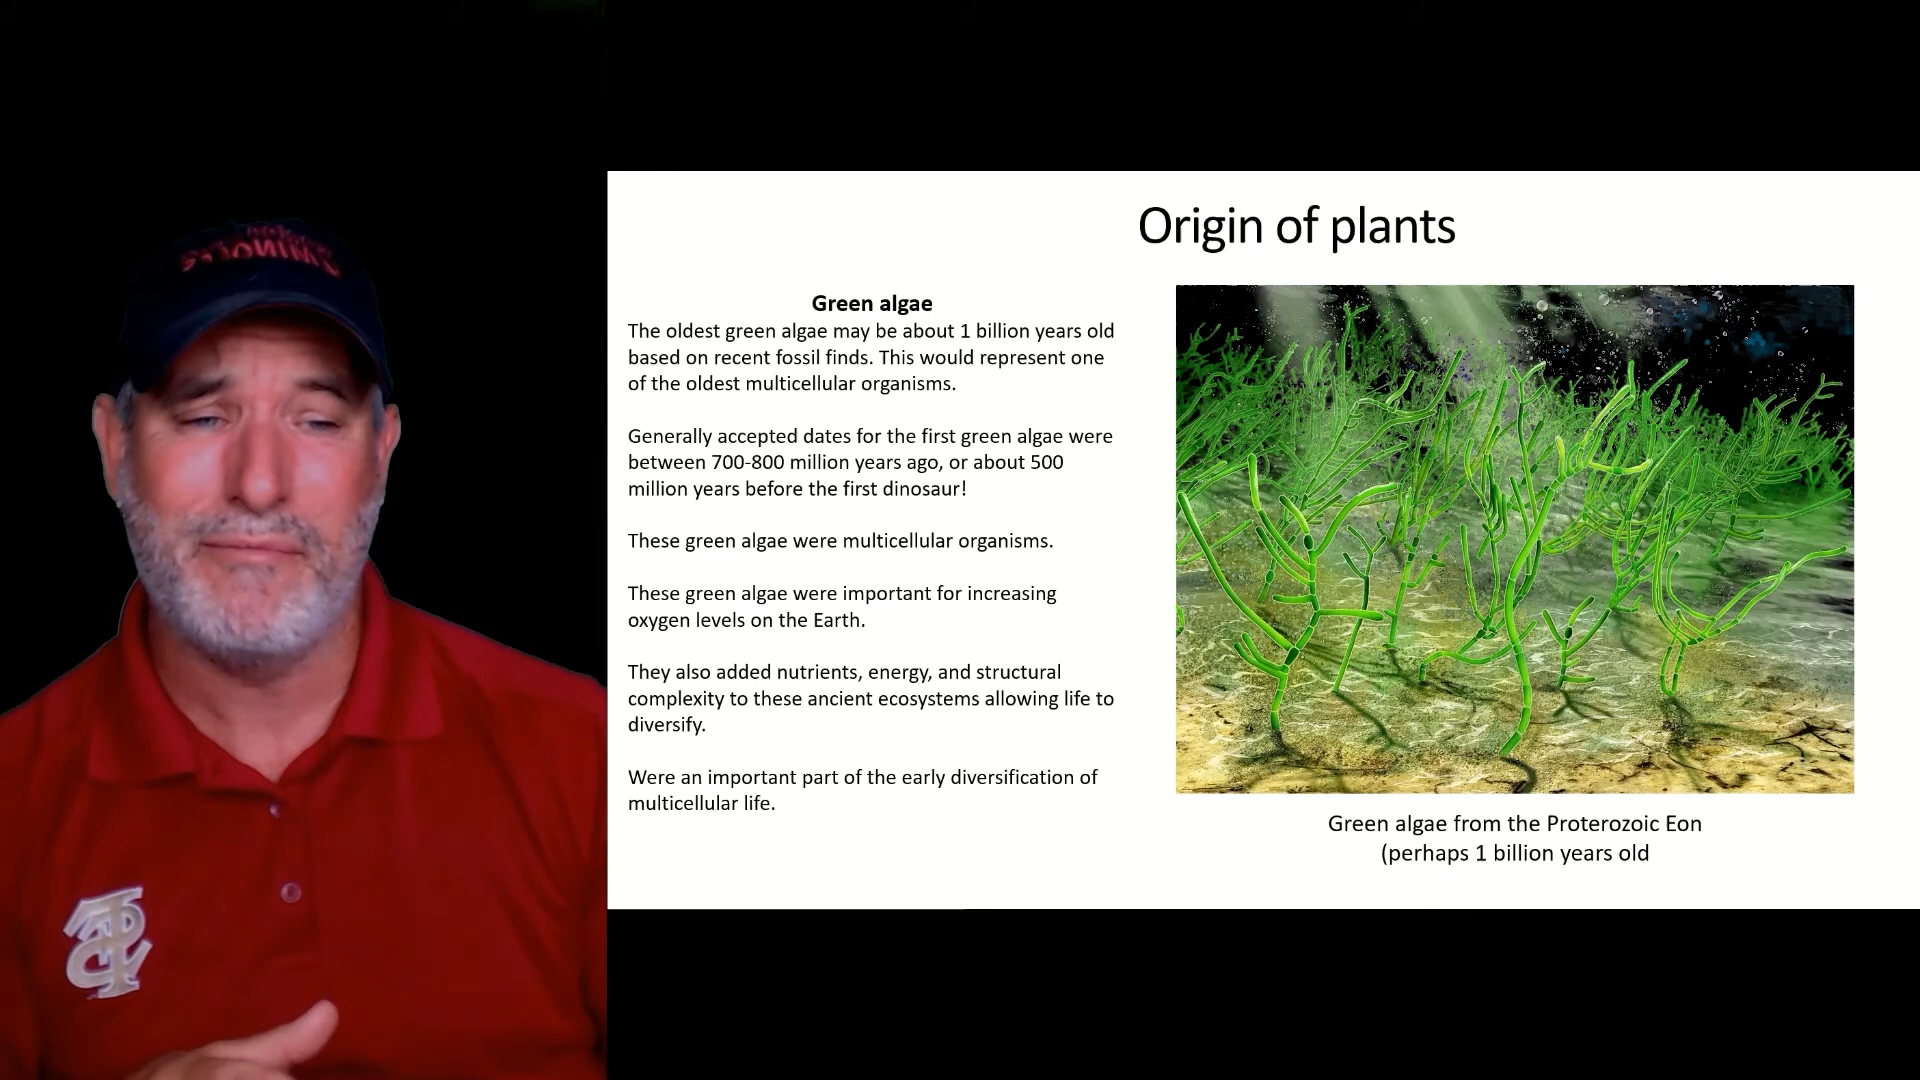 Origin of plants
Green algae
The oldest green algae may be about 1 billion years old
based on recent fossil finds. This would represent one
of the oldest multicellular organisms.
Generally accepted dates for the first green algae were
between 700-800 million years ago, or about 500
million years before the first dinosaur!
These green algae were multicellular organisms.
These green algae were important for increasing
oxygen levels on the Earth.
They also added nutrients, energy, and structural
complexity to these ancient ecosystems allowing life to
diversify.
Were an important part of the early diversification of
multicellular life.
Green algae from the Proterozoic Eon
(perhaps 1 billion years old